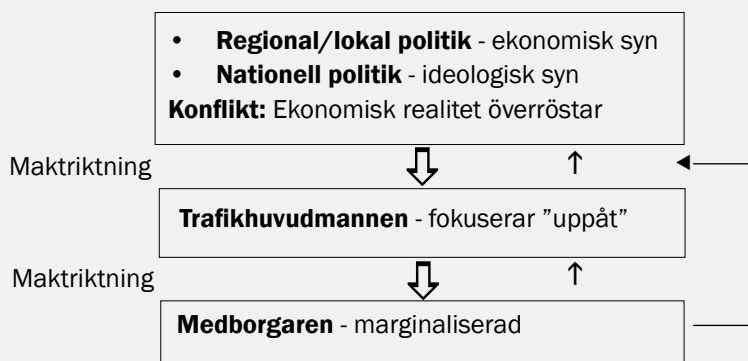 • Regional/lokal politik - ekonomisk syn
• Nationell politik - ideologisk syn
Konflikt: Ekonomisk realitet överröstar
Maktriktning
Trafikhuvudmannen - fokuserar ”uppåt”
Maktriktning
Medborgaren - marginaliserad